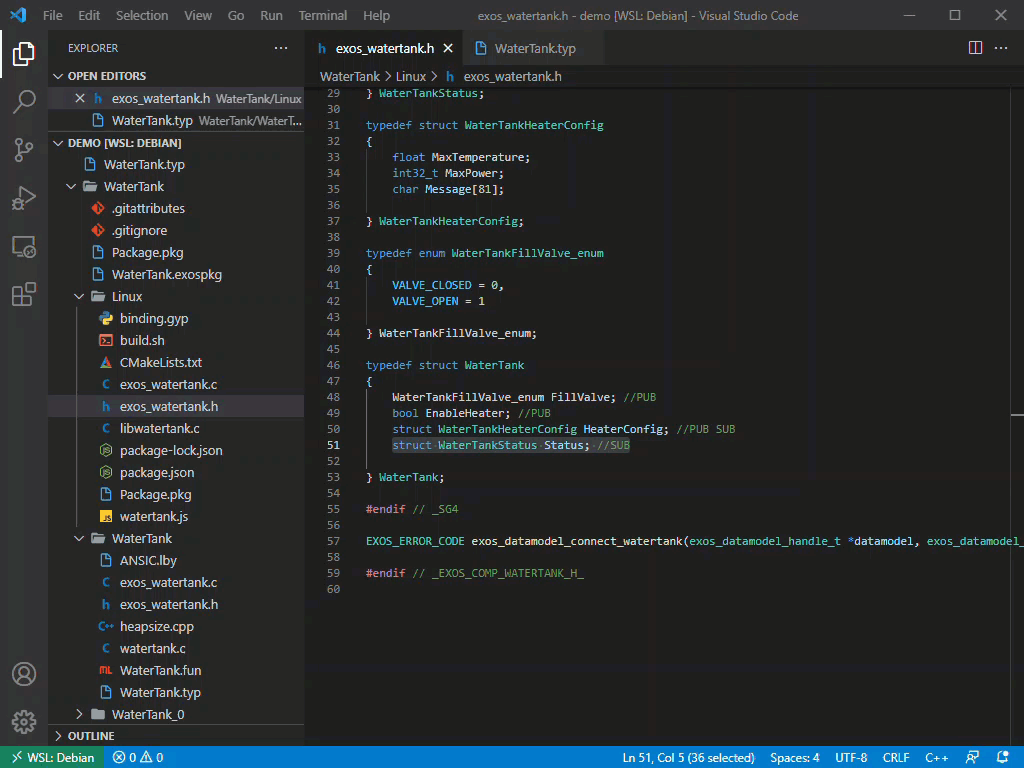 File Edit Selection View Go Run Terminal Help exos_watertank.h - demo [WSL: Debian] - Visual Studio Code
EXPLORER
OPEN EDITORS
exos_watertank.h WaterTank/Linux
WaterTank.typ WaterTank/WaterT...
DEMO [WSL: DEBIAN]
WaterTank.typ
WaterTank
.gitattributes
.gitignore
Package.pkg
WaterTank.exospkg
Linux
binding.gyp
build.sh
CMakeLists.txt
C exos_watertank.c
h exos_watertank.h
C libwatertank.c
package-lock.json
package.json
Package.pkg
JS watertank.js
WaterTank
ANSIC.lby
C exos_watertank.c
h exos_watertank.h
C++ heapsize.cpp
C watertank.c
ML WaterTank.fun
WaterTank.typ
WaterTank_0
OUTLINE
h exos_watertank.h WaterTank.typ
WaterTank > Linux > h exos_watertank.h
29 } WaterTankStatus;
30
31 typedef struct WaterTankHeaterConfig
32 {
33 float MaxTemperature;
34 int32_t MaxPower;
35 char Message[81];
36
37 } WaterTankHeaterConfig;
38
39 typedef enum WaterTankFillValve_enum
40 {
41 VALVE_CLOSED = 0,
42 VALVE_OPEN = 1
43
44 } WaterTankFillValve_enum;
45
46 typedef struct WaterTank
47 {
48 WaterTankFillValve_enum FillValve; //PUB
49 bool EnableHeater; //PUB
50 struct WaterTankHeaterConfig HeaterConfig; //PUB SUB
51 struct WaterTankStatus Status; //SUB
52
53 } WaterTank;
54
55 #endif // _SG4
56
57 EXOS_ERROR_CODE exos_datamodel_connect_watertank(exos_datamodel_handle_t *datamodel, exos_datamodel_
58
59 #endif // _EXOS_COMP_WATERTANK_H_
60
WSL: Debian 0 0 Ln 51, Col 5 (36 selected) Spaces: 4 UTF-8 CRLF C++